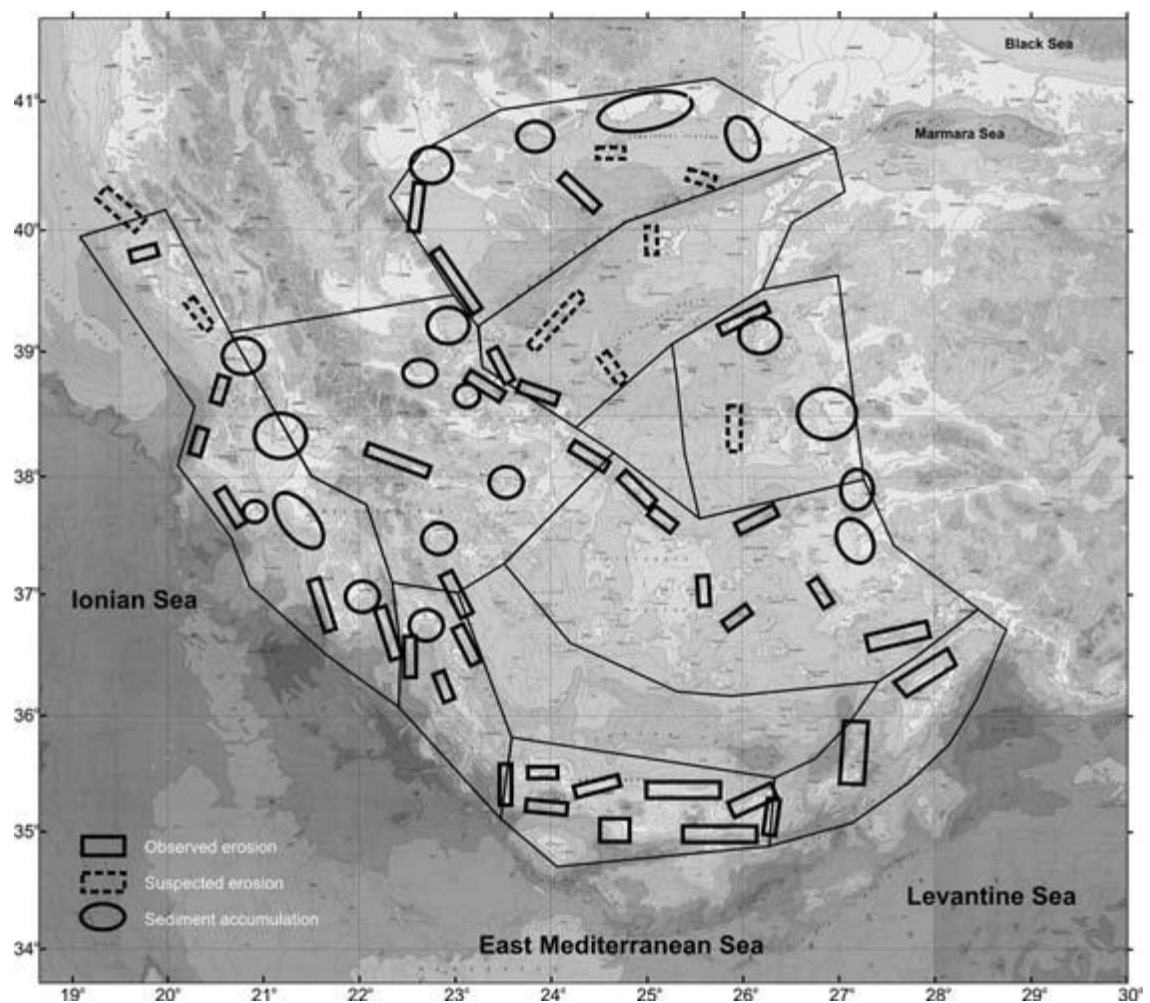 Black Sea
41°
Marmara Sea
40°
39°
38°
37°
Ionian Sea
36°
35°
Observed erosion
Suspected erosion
Levantine Sea
Sediment accumulation
34°
East Mediterranean Sea
19° 20° 21° 22° 23° 24° 25° 26° 27° 28° 29° 30°